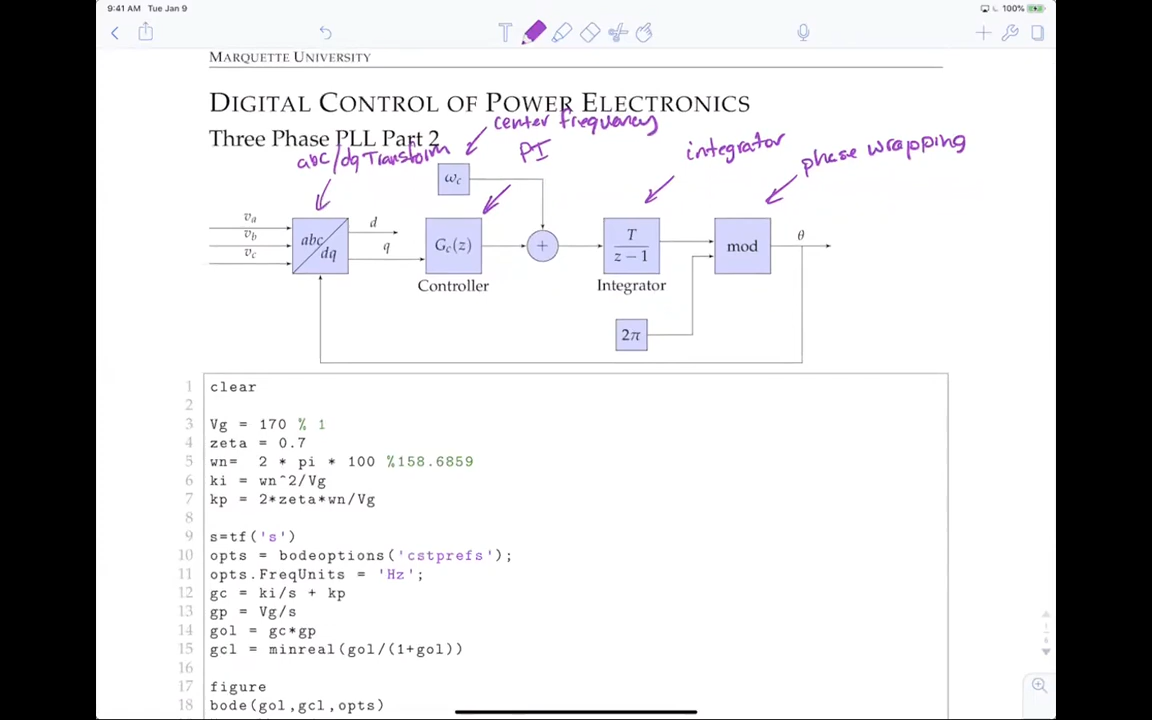 9:41 AM Tue Jan 9
100%
MARQUETTE UNIVERSITY
DIGITAL CONTROL OF POWER ELECTRONICS
center frequency
Three Phase PLL Part 2
PI
integrator
phase wrapping
abc/dq Transform
ω_c
v_a
v_b
v_c
abc
dq
d
q
G_c(z)
+
T
z − 1
mod
θ
Controller
Integrator
2π
1 clear
2
3 Vg = 170 % 1
4 zeta = 0.7
5 wn=  2 * pi * 100 %158.6859
6 ki = wn^2/Vg
7 kp = 2*zeta*wn/Vg
8
9 s=tf('s')
10 opts = bodeoptions('cstprefs');
11 opts.FreqUnits = 'Hz';
12 gc = ki/s + kp
13 gp = Vg/s
14 gol = gc*gp
15 gcl = minreal(gol/(1+gol))
16
17 figure
18 bode(gol,gcl,opts)